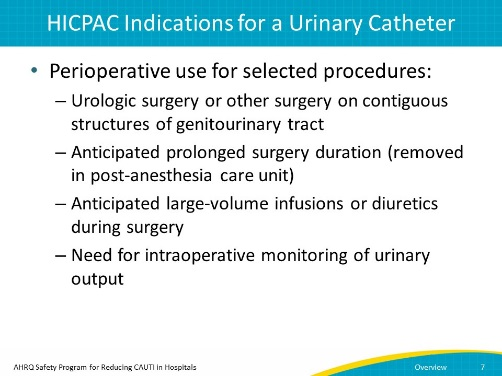 HICPAC Indications for a Urinary Catheter
• Perioperative use for selected procedures:
– Urologic surgery or other surgery on contiguous
structures of genitourinary tract
– Anticipated prolonged surgery duration (removed
in post-anesthesia care unit)
– Anticipated large-volume infusions or diuretics
during surgery
– Need for intraoperative monitoring of urinary
output
AHRQ Safety Program for Reducing CAUTI in Hospitals Overview 7